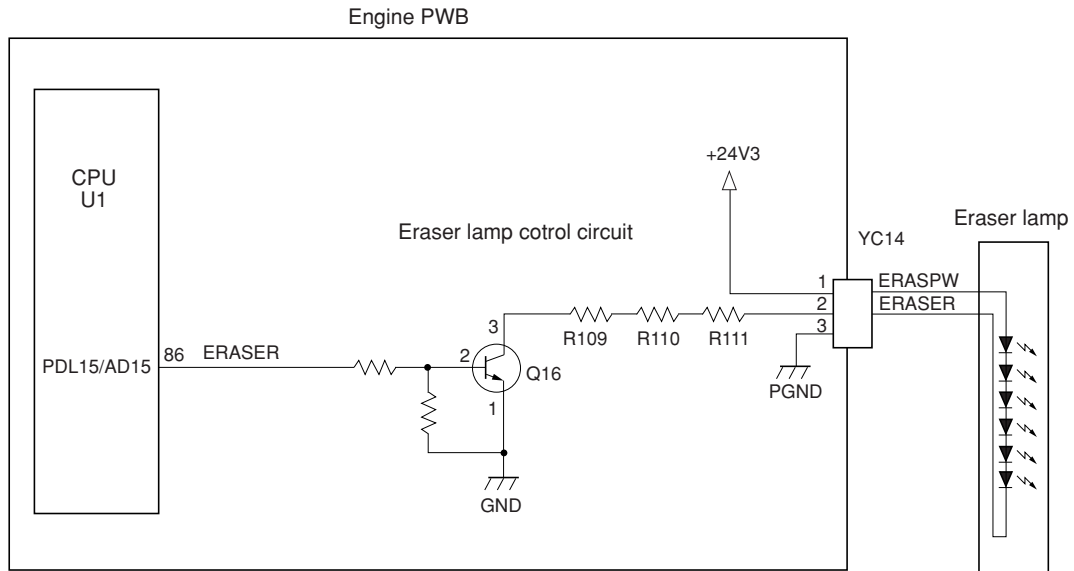 Engine PWB
CPU
U1
+24V3
Eraser lamp cotrol circuit
Eraser lamp
YC14
1
ERASPW
2
ERASER
3
3
R109
R110
R111
PDL15/AD15
86
ERASER
2
Q16
1
PGND
GND